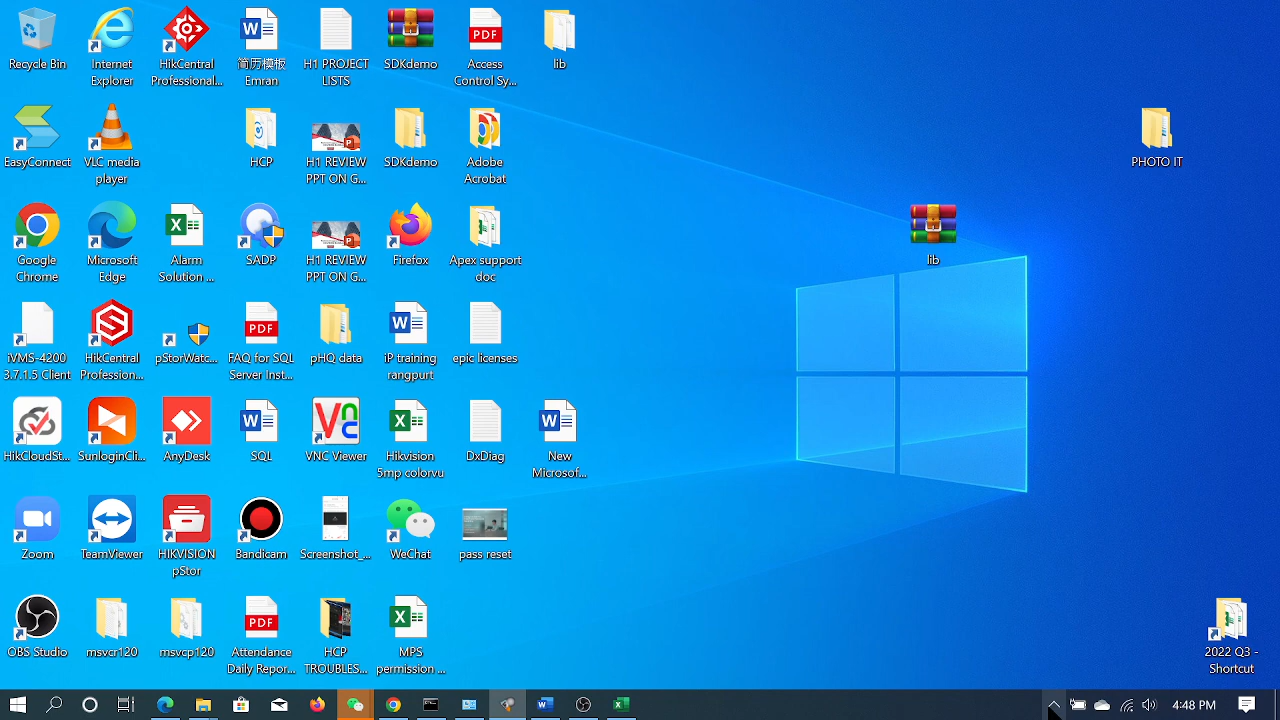 Recycle Bin
Internet
Explorer
HikCentral
Professional...
简历模板
Emran
H1 PROJECT
LISTS
SDKdemo
PDF
Access
Control Sy...
lib
EasyConnect
VLC media
player
HCP
H1 REVIEW
PPT ON G...
SDKdemo
Adobe
Acrobat
PHOTO IT
Google
Chrome
Microsoft
Edge
Alarm
Solution ...
SADP
H1 REVIEW
PPT ON G...
Firefox
Apex support
doc
lib
iVMS-4200
3.7.1.5 Client
HikCentral
Profession...
pStorWatc...
PDF
FAQ for SQL
Server Inst...
pHQ data
iP training
rangpurt
epic licenses
HikCloudSt...
SunloginCli...
AnyDesk
SQL
VNC Viewer
Hikvision
5mp colorvu
DxDiag
New
Microsof...
Zoom
TeamViewer
HIKVISION
pStor
Bandicam
Screenshot_...
WeChat
pass reset
OBS Studio
msvcr120
msvcp120
PDF
Attendance
Daily Repor...
HCP
TROUBLES...
MPS
permission ...
2022 Q3 -
Shortcut
4:48 PM